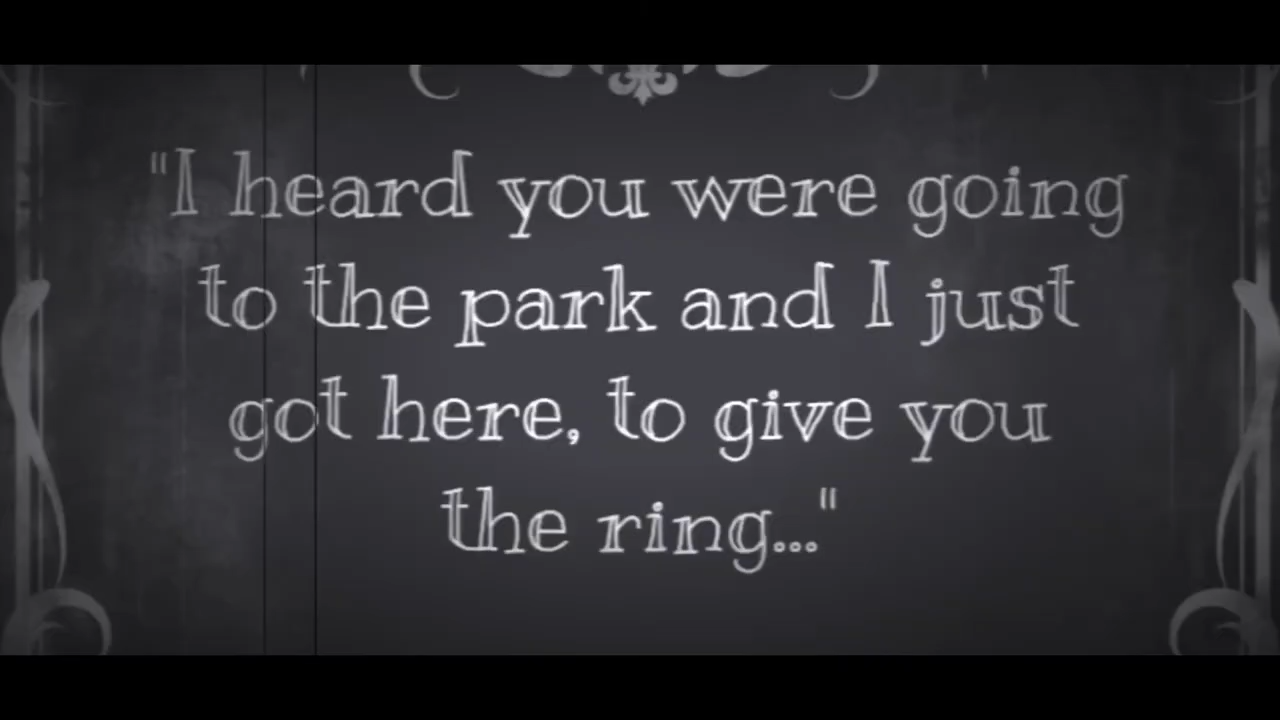 "I heard you were going
to the park and I just
got here, to give you
the ring..."